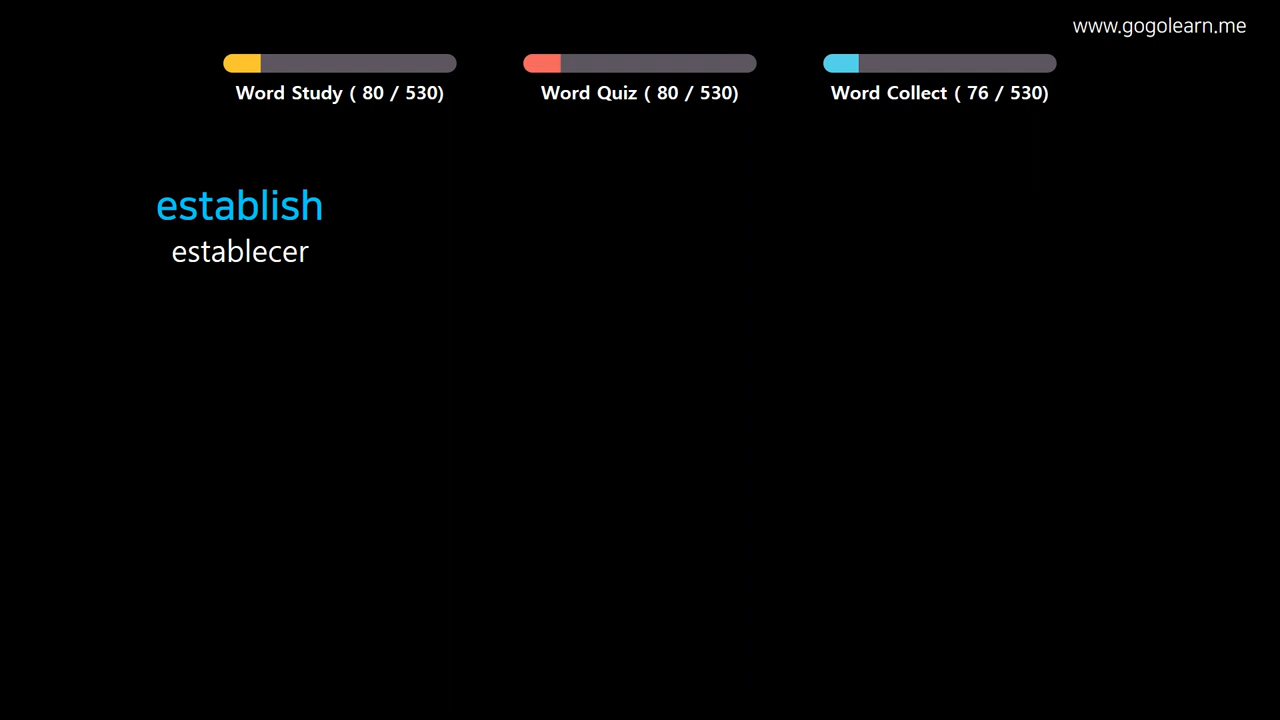 www.gogolearn.me
Word Study ( 80 / 530)
Word Quiz ( 80 / 530)
Word Collect ( 76 / 530)
establish
establecer